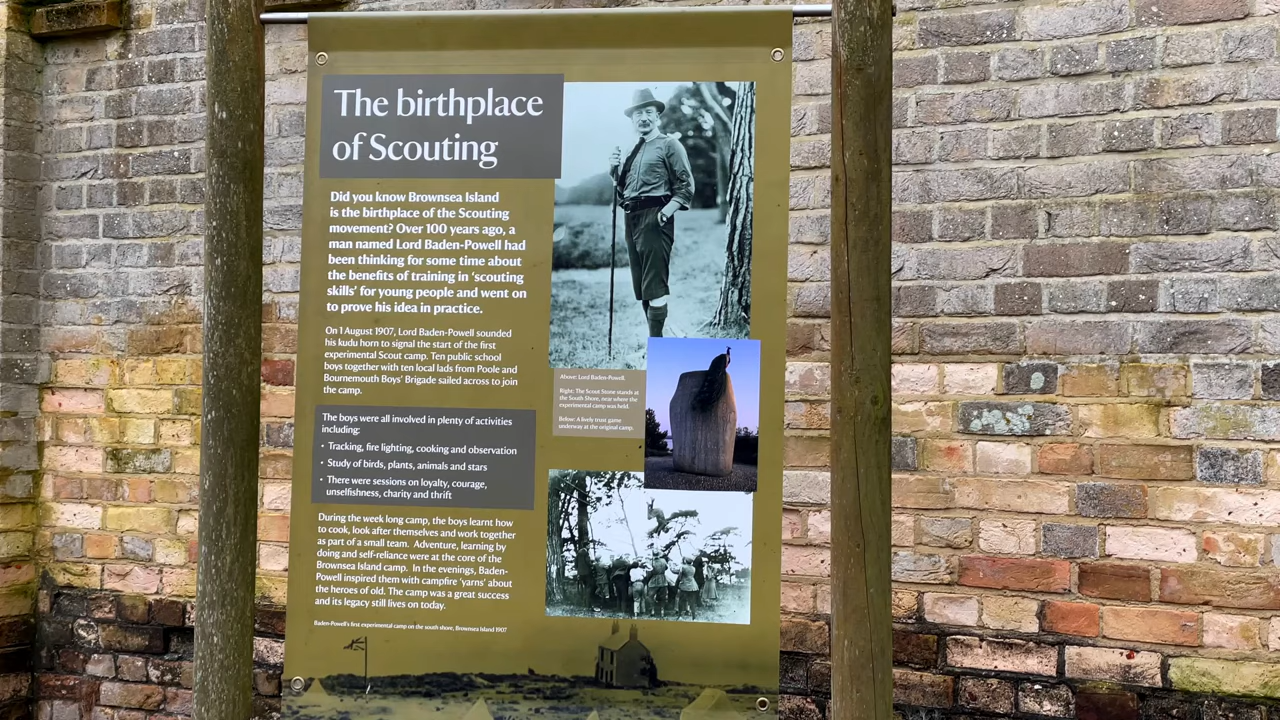 The birthplace
of Scouting
Did you know Brownsea Island
is the birthplace of the Scouting
movement? Over 100 years ago, a
man named Lord Baden-Powell had
been thinking for some time about
the benefits of training in ‘scouting
skills’ for young people and went on
to prove his idea in practice.
On 1 August 1907, Lord Baden-Powell sounded
his kudu horn to signal the start of the first
experimental Scout camp. Ten public school
boys together with ten local lads from Poole and
Bournemouth Boys’ Brigade sailed across to join
the camp.
The boys were all involved in plenty of activities
including:
• Tracking, fire lighting, cooking and observation
• Study of birds, plants, animals and stars
• There were sessions on loyalty, courage,
unselfishness, charity and thrift
During the week long camp, the boys learnt how
to cook, look after themselves and work together
as part of a small team. Adventure, learning by
doing and self-reliance were at the core of the
Brownsea Island camp. In the evenings, Baden-
Powell inspired them with campfire ‘yarns’ about
the heroes of old. The camp was a great success
and its legacy still lives on today.
Baden-Powell’s first experimental camp on the south shore, Brownsea Island 1907
Above: Lord Baden-Powell.
Right: The Scout Stone stands at
the South Shore, near where the
experimental camp was held.
Below: A lively trust game
underway at the original camp.